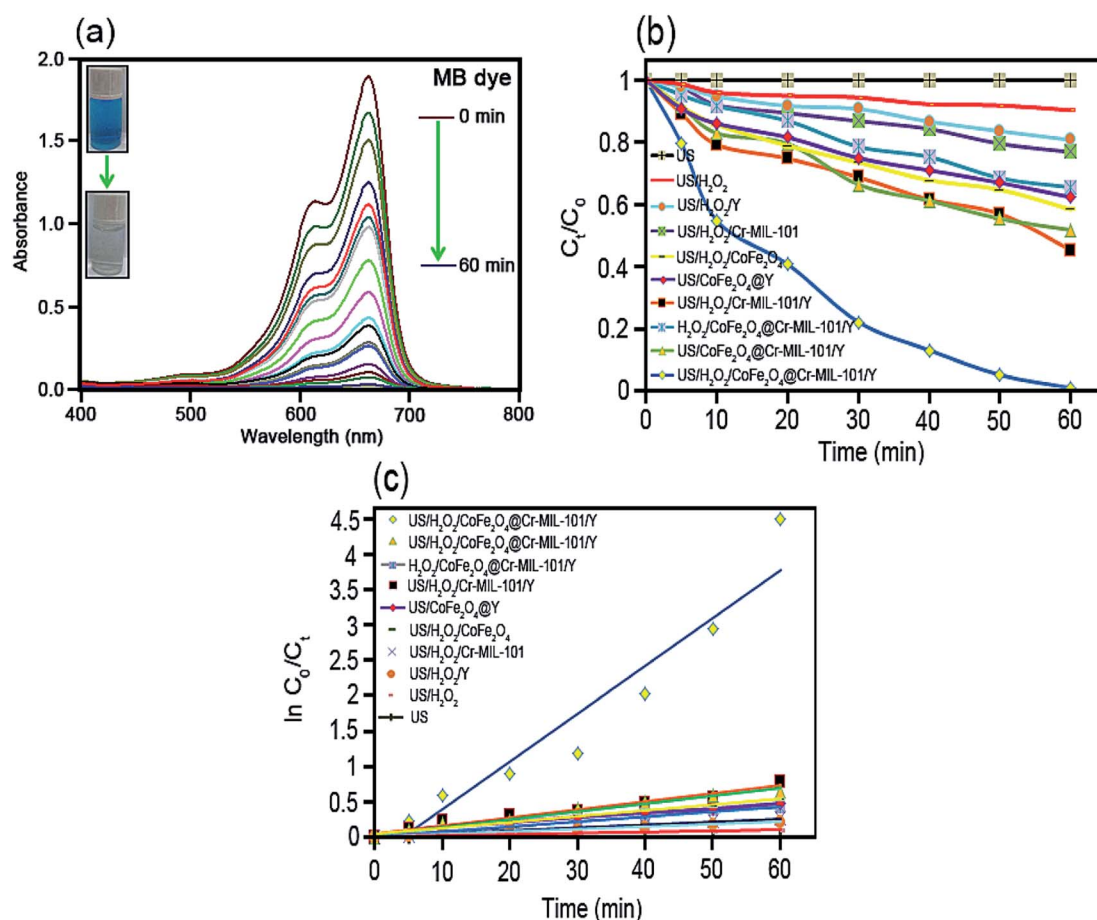 (a)
2.0
1.5
1.0
0.5
0.0
Absorbance
400
500
600
700
800
Wavelength (nm)
MB dye
0 min
60 min
(b)
1
0.8
0.6
0.4
0.2
0
Cₜ/C₀
US
US/H₂O₂
US/H₂O₂/Y
US/H₂O₂/Cr-MIL-101
US/H₂O₂/CoFe₂O₄
US/CoFe₂O₄@Y
US/H₂O₂/Cr-MIL-101/Y
H₂O₂/CoFe₂O₄@Cr-MIL-101/Y
US/CoFe₂O₄@Cr-MIL-101/Y
US/H₂O₂/CoFe₂O₄@Cr-MIL-101/Y
0
10
20
30
40
50
60
Time (min)
(c)
4.5
4
3.5
3
2.5
2
1.5
1
0.5
0
ln C₀/Cₜ
US/H₂O₂/CoFe₂O₄@Cr-MIL-101/Y
US/H₂O₂/CoFe₂O₄@Cr-MIL-101/Y
H₂O₂/CoFe₂O₄@Cr-MIL-101/Y
US/H₂O₂/Cr-MIL-101/Y
US/CoFe₂O₄@Y
US/H₂O₂/CoFe₂O₄
US/H₂O₂/Cr-MIL-101
US/H₂O₂/Y
US/H₂O₂
US
0
10
20
30
40
50
60
Time (min)